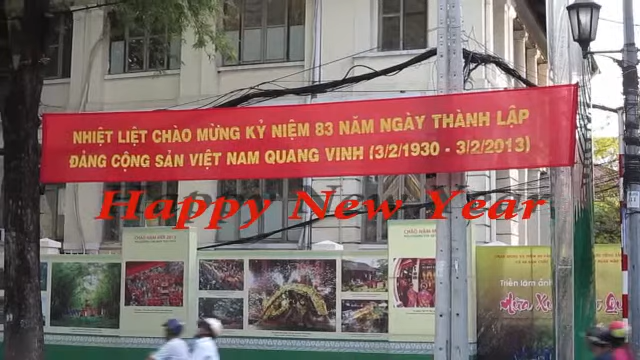 NHIỆT LIỆT CHÀO MỪNG KỶ NIỆM 83 NĂM NGÀY THÀNH LẬP
ĐẢNG CỘNG SẢN VIỆT NAM QUANG VINH (3/2/1930 - 3/2/2013)
Happy New Year
Triển lãm ảnh